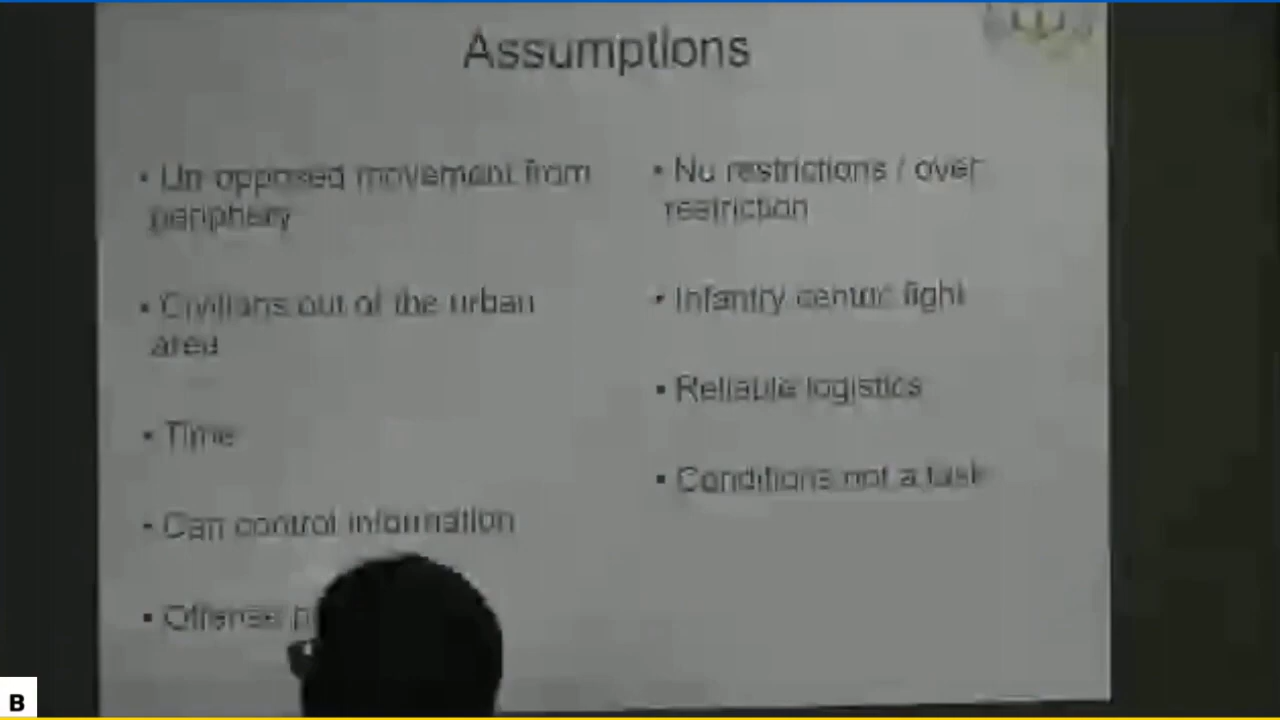 Assumptions
• Un opposed movement from
periphery
• Civilians out of the urban
area
• Time
• Can control information
• Offense
• No restrictions / over
restriction
• Infantry centric fight
• Reliable logistics
• Conditions not a task
B